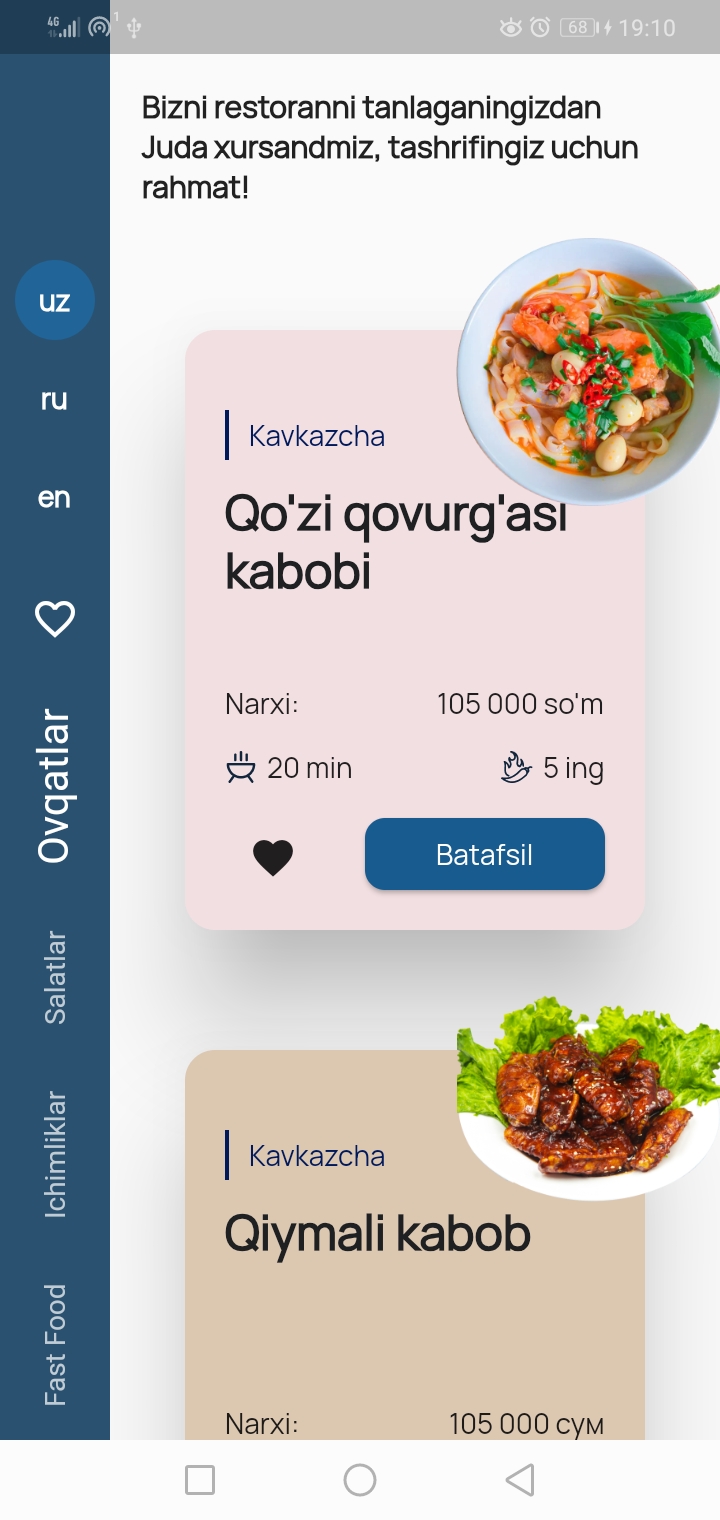 4G
1
68
19:10
Bizni restoranni tanlaganingizdan
Juda xursandmiz, tashrifingiz uchun
rahmat!
uz
ru
en
Ovqatlar
Salatlar
Ichimliklar
Fast Food
Kavkazcha
Qo'zi qovurg'asi
kabobi
Narxi: 105 000 so'm
20 min 5 ing
Batafsil
Kavkazcha
Qiymali kabob
Narxi: 105 000 сум